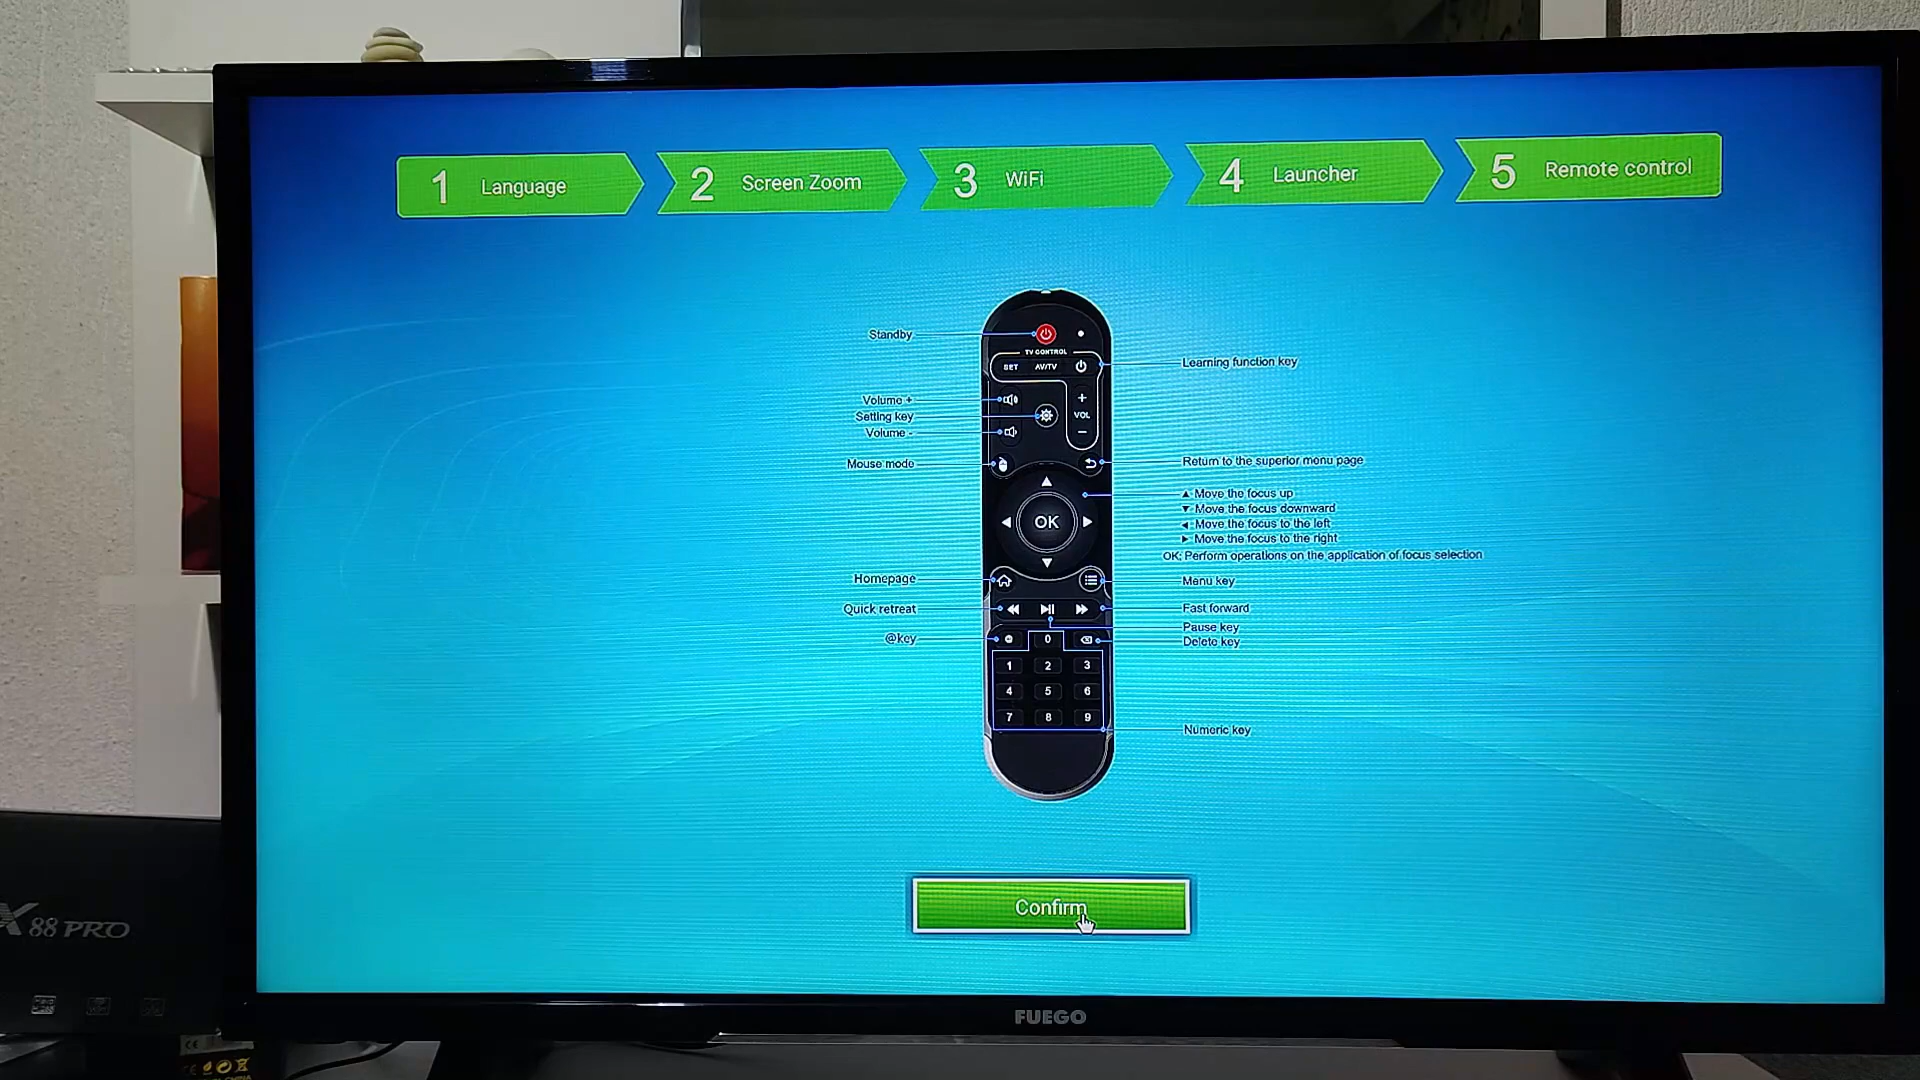 1 Language
2 Screen Zoom
3 WiFi
4 Launcher
5 Remote control
Standby
TV CONTROL
SET AV/TV
Learning function key
Volume +
Setting key
Volume -
+
VOL
-
Mouse mode
Return to the superior menu page
▲ Move the focus up
▼ Move the focus downward
◄ Move the focus to the left
► Move the focus to the right
OK
OK: Perform operations on the application of focus selection
Homepage
Menu key
Quick retreat
Fast forward
Pause key
@key
0
Delete key
1 2 3
4 5 6
7 8 9
Numeric key
Confirm
X88 PRO
FUEGO
CE